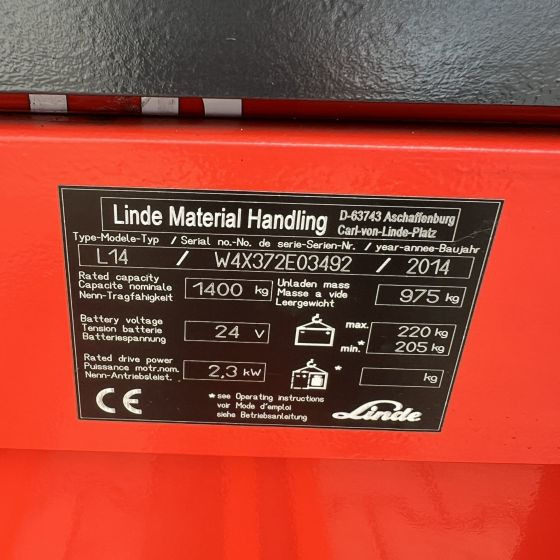 Linde Material Handling D-63743 Aschaffenburg
Carl-von-Linde-Platz
Type-Modele-Typ / Serial no.-No. de serie-Serien-Nr. / year-annee-Baujahr
L14 / W4X372E03492 / 2014
Rated capacity
Capacite nominale
Nenn-Tragfähigkeit
1400 kg
Unladen mass
Masse a vide
Leergewicht
975 kg
Battery voltage
Tension batterie
Batteriespannung
24 V
max. 220 kg
min.* 205 kg
Rated drive power
Puissance motr.nom.
Nenn-Antriebsleist.
2,3 kW
* kg
CE
* see Operating instructions
voir Mode d'emploi
siehe Betriebsanleitung
Linde